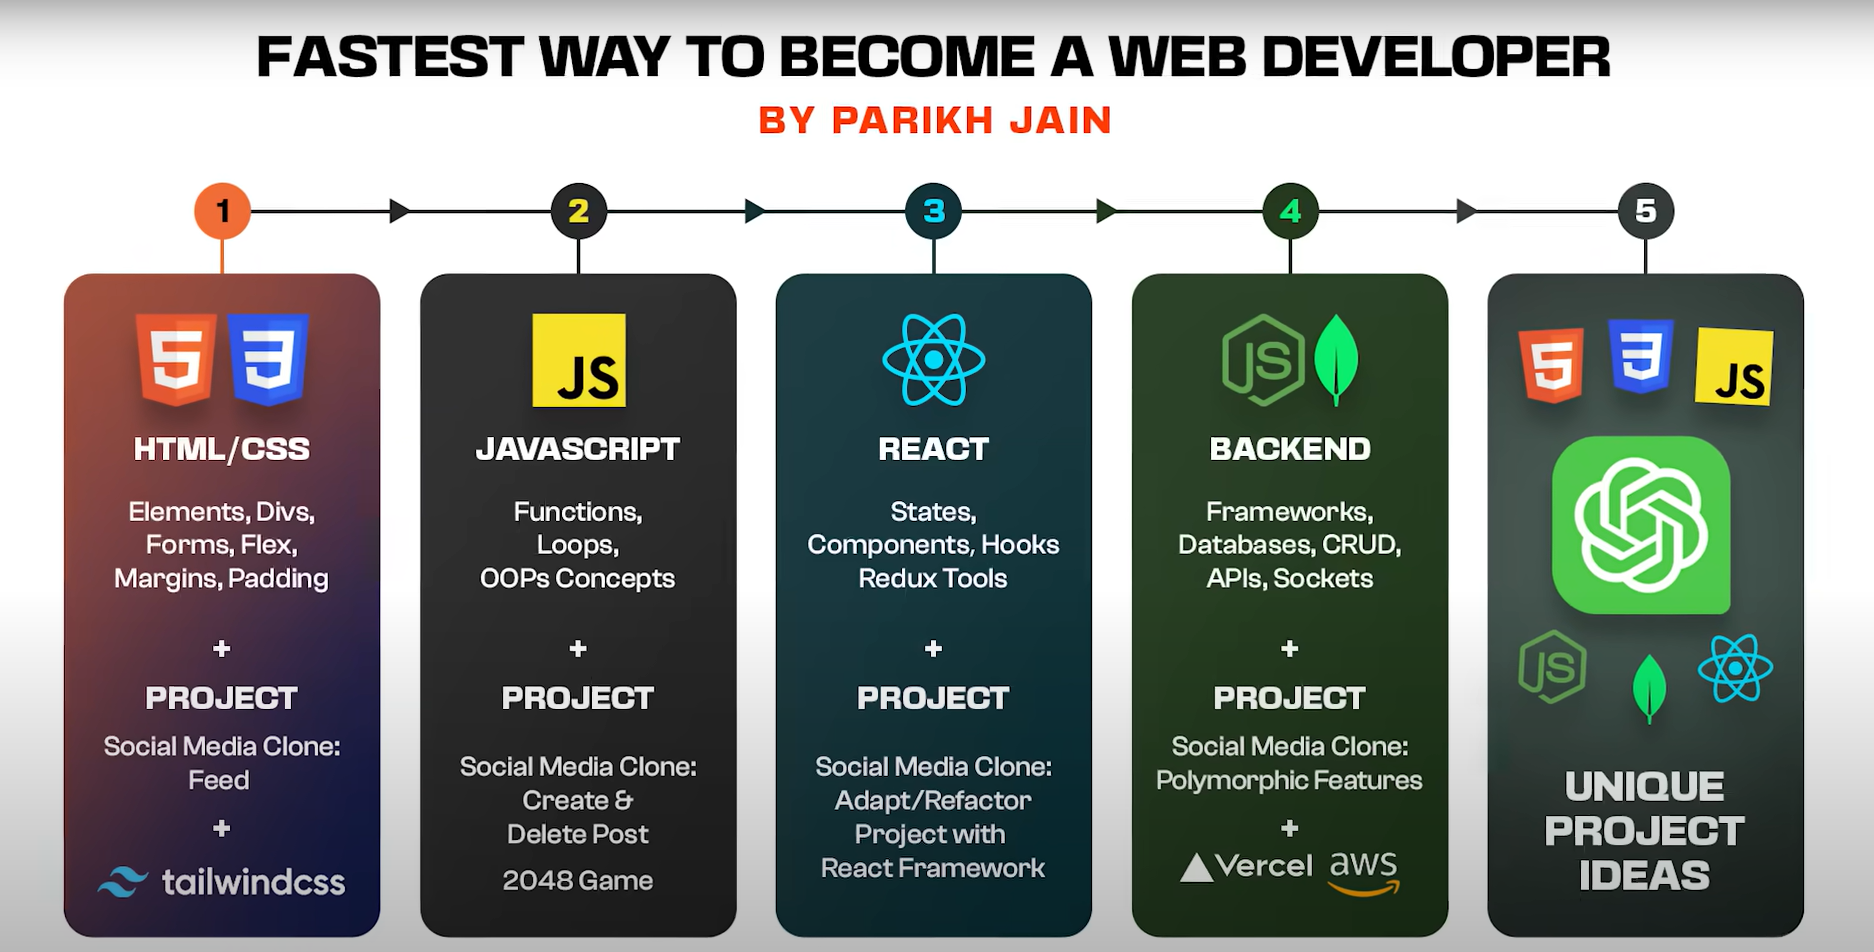 FASTEST WAY TO BECOME A WEB DEVELOPER
BY PARIKH JAIN
1
2
3
4
5
5
3
HTML/CSS
Elements, Divs,
Forms, Flex,
Margins, Padding
+
PROJECT
Social Media Clone:
Feed
+
tailwindcss
JS
JAVASCRIPT
Functions,
Loops,
OOPs Concepts
+
PROJECT
Social Media Clone:
Create &
Delete Post
2048 Game
REACT
States,
Components, Hooks
Redux Tools
+
PROJECT
Social Media Clone:
Adapt/Refactor
Project with
React Framework
JS
BACKEND
Frameworks,
Databases, CRUD,
APIs, Sockets
+
PROJECT
Social Media Clone:
Polymorphic Features
+
Vercel aws
5 3 JS
JS
UNIQUE
PROJECT
IDEAS